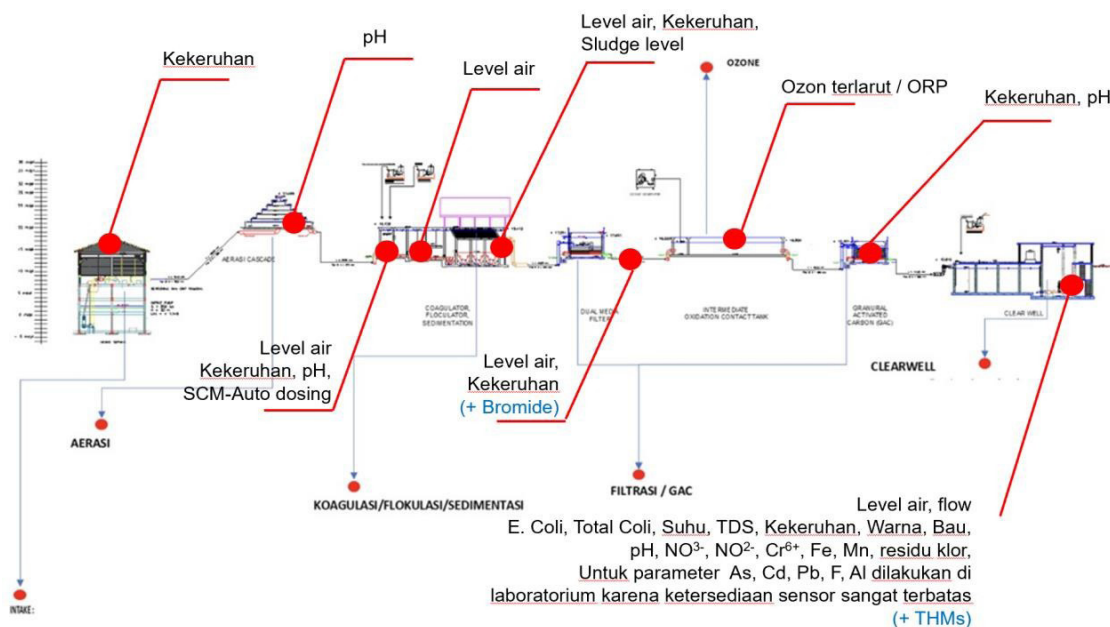 Kekeruhan
pH
Level air
Level air, Kekeruhan,
Sludge level
OZONE
Ozon terlarut / ORP
Kekeruhan, pH
AERASI CASCADE
COAGULATOR,
FLOCULATOR,
SEDIMENTATION
DUAL MEDIA
FILTER
INTERMEDIATE
OXIDATION CONTACT TANK
GRANURAL
ACTIVATED
CARBON (GAC)
CLEAR WELL
Level air
Kekeruhan, pH,
SCM-Auto dosing
Level air,
Kekeruhan
(+ Bromide)
CLEARWELL
AERASI
KOAGULASI/FLOKULASI/SEDIMENTASI
FILTRASI / GAC
Level air, flow
E. Coli, Total Coli, Suhu, TDS, Kekeruhan, Warna, Bau,
pH, NO³⁻, NO²⁻, Cr⁶⁺, Fe, Mn, residu klor,
Untuk parameter As, Cd, Pb, F, Al dilakukan di
laboratorium karena ketersediaan sensor sangat terbatas
(+ THMs)
INTAKE :